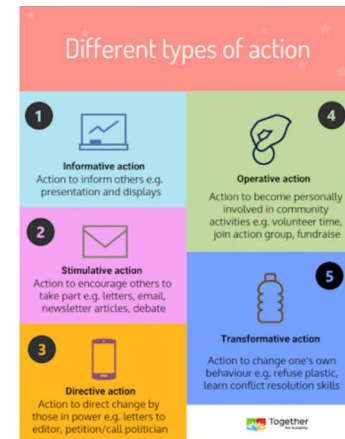 Different types of action
1
Informative action
Action to inform others e.g.
presentation and displays
2
Stimulative action
Action to encourage others to
take part e.g. letters, email,
newsletter articles, debate
3
Directive action
Action to direct change by
those in power e.g. letters to
editor, petition/call politician
4
Operative action
Action to become personally
involved in community
activities e.g. volunteer time,
join action group, fundraise
5
Transformative action
Action to change one's own
behaviour e.g. refuse plastic,
learn conflict resolution skills
Together